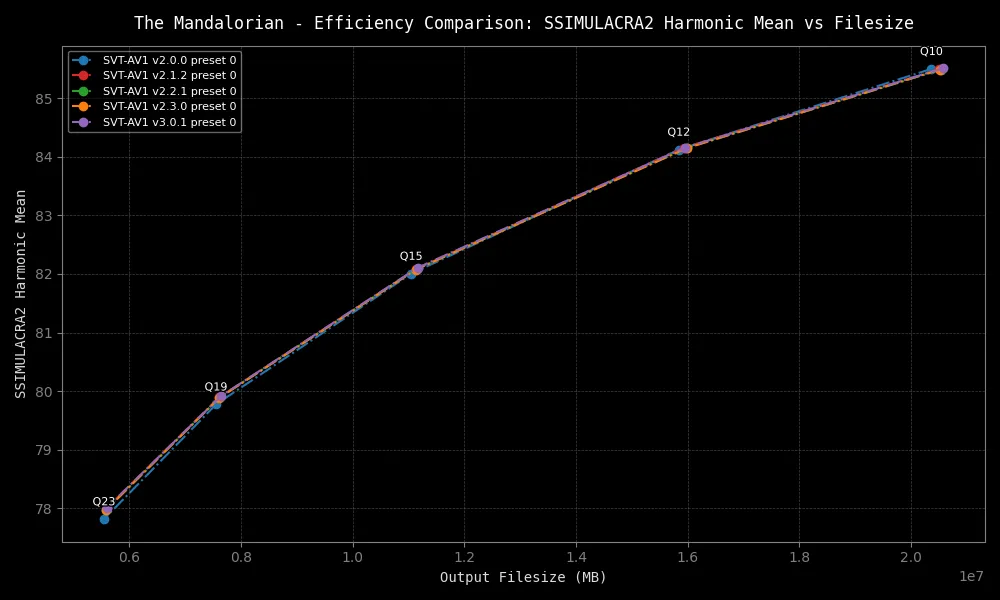 The Mandalorian - Efficiency Comparison: SSIMULACRA2 Harmonic Mean vs Filesize
SVT-AV1 v2.0.0 preset 0
SVT-AV1 v2.1.2 preset 0
SVT-AV1 v2.2.1 preset 0
SVT-AV1 v2.3.0 preset 0
SVT-AV1 v3.0.1 preset 0
Q10
Q12
Q15
Q19
Q23
SSIMULACRA2 Harmonic Mean
85
84
83
82
81
80
79
78
0.6 0.8 1.0 1.2 1.4 1.6 1.8 2.0
1e7
Output Filesize (MB)